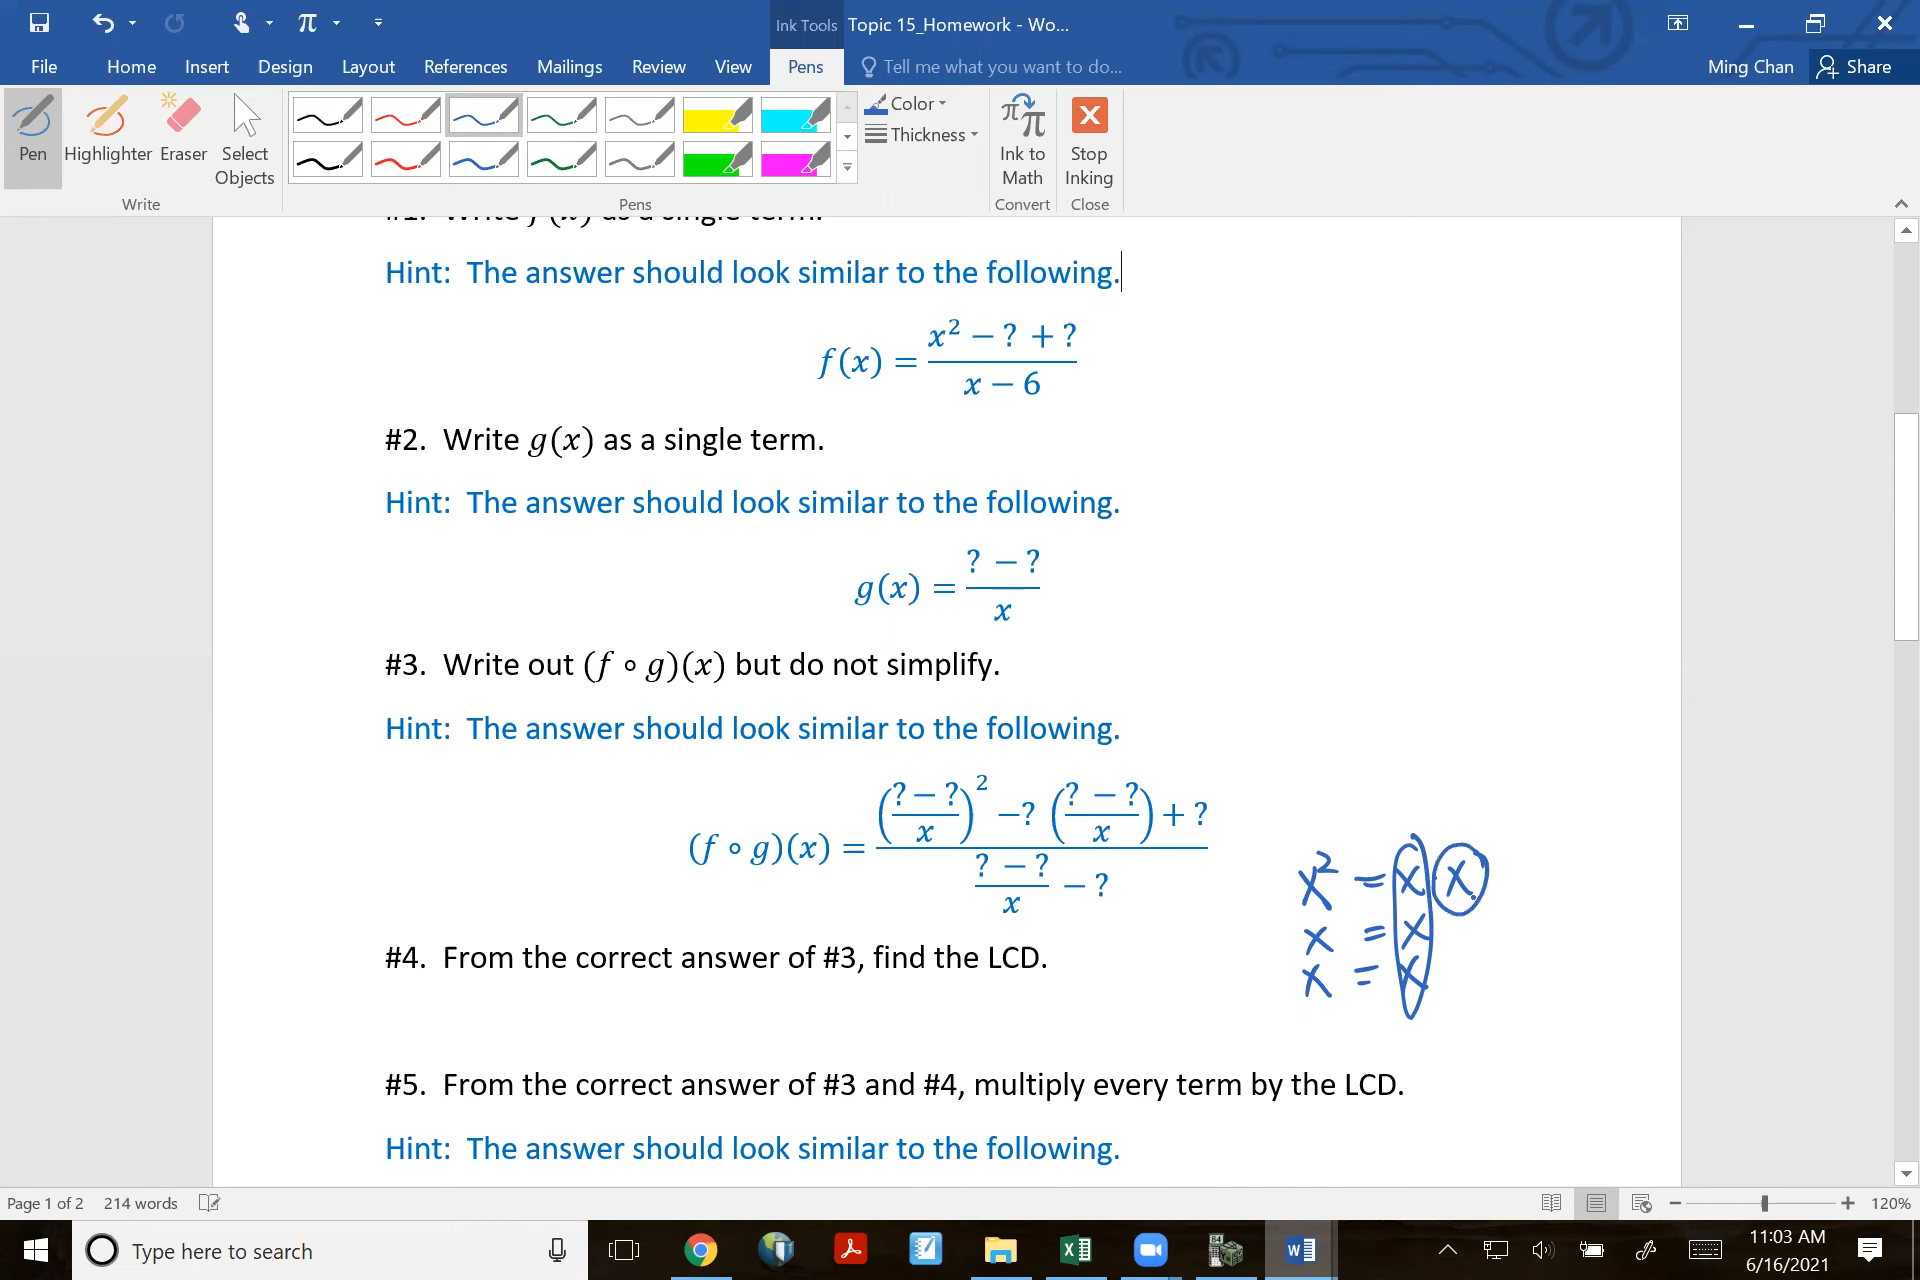 Ink Tools Topic 15_Homework - Wo...
File Home Insert Design Layout References Mailings Review View Pens Tell me what you want to do... Ming Chan Share
Pen Highlighter Eraser Select Objects
Color
Thickness
Ink to Math
Stop Inking
Write Pens Convert Close
#1. Write f(x) as a single term.
Hint: The answer should look similar to the following.
f(x) = (x² − ? + ?)/(x − 6)
#2. Write g(x) as a single term.
Hint: The answer should look similar to the following.
g(x) = (? − ?)/x
#3. Write out (f ∘ g)(x) but do not simplify.
Hint: The answer should look similar to the following.
(f ∘ g)(x) = (((? − ?)/x)² −? ((? − ?)/x) + ?)/((? − ?)/x − ?)
x² = x x
x = x
x = x
#4. From the correct answer of #3, find the LCD.
#5. From the correct answer of #3 and #4, multiply every term by the LCD.
Hint: The answer should look similar to the following.
Page 1 of 2 214 words 120%
Type here to search
11:03 AM
6/16/2021